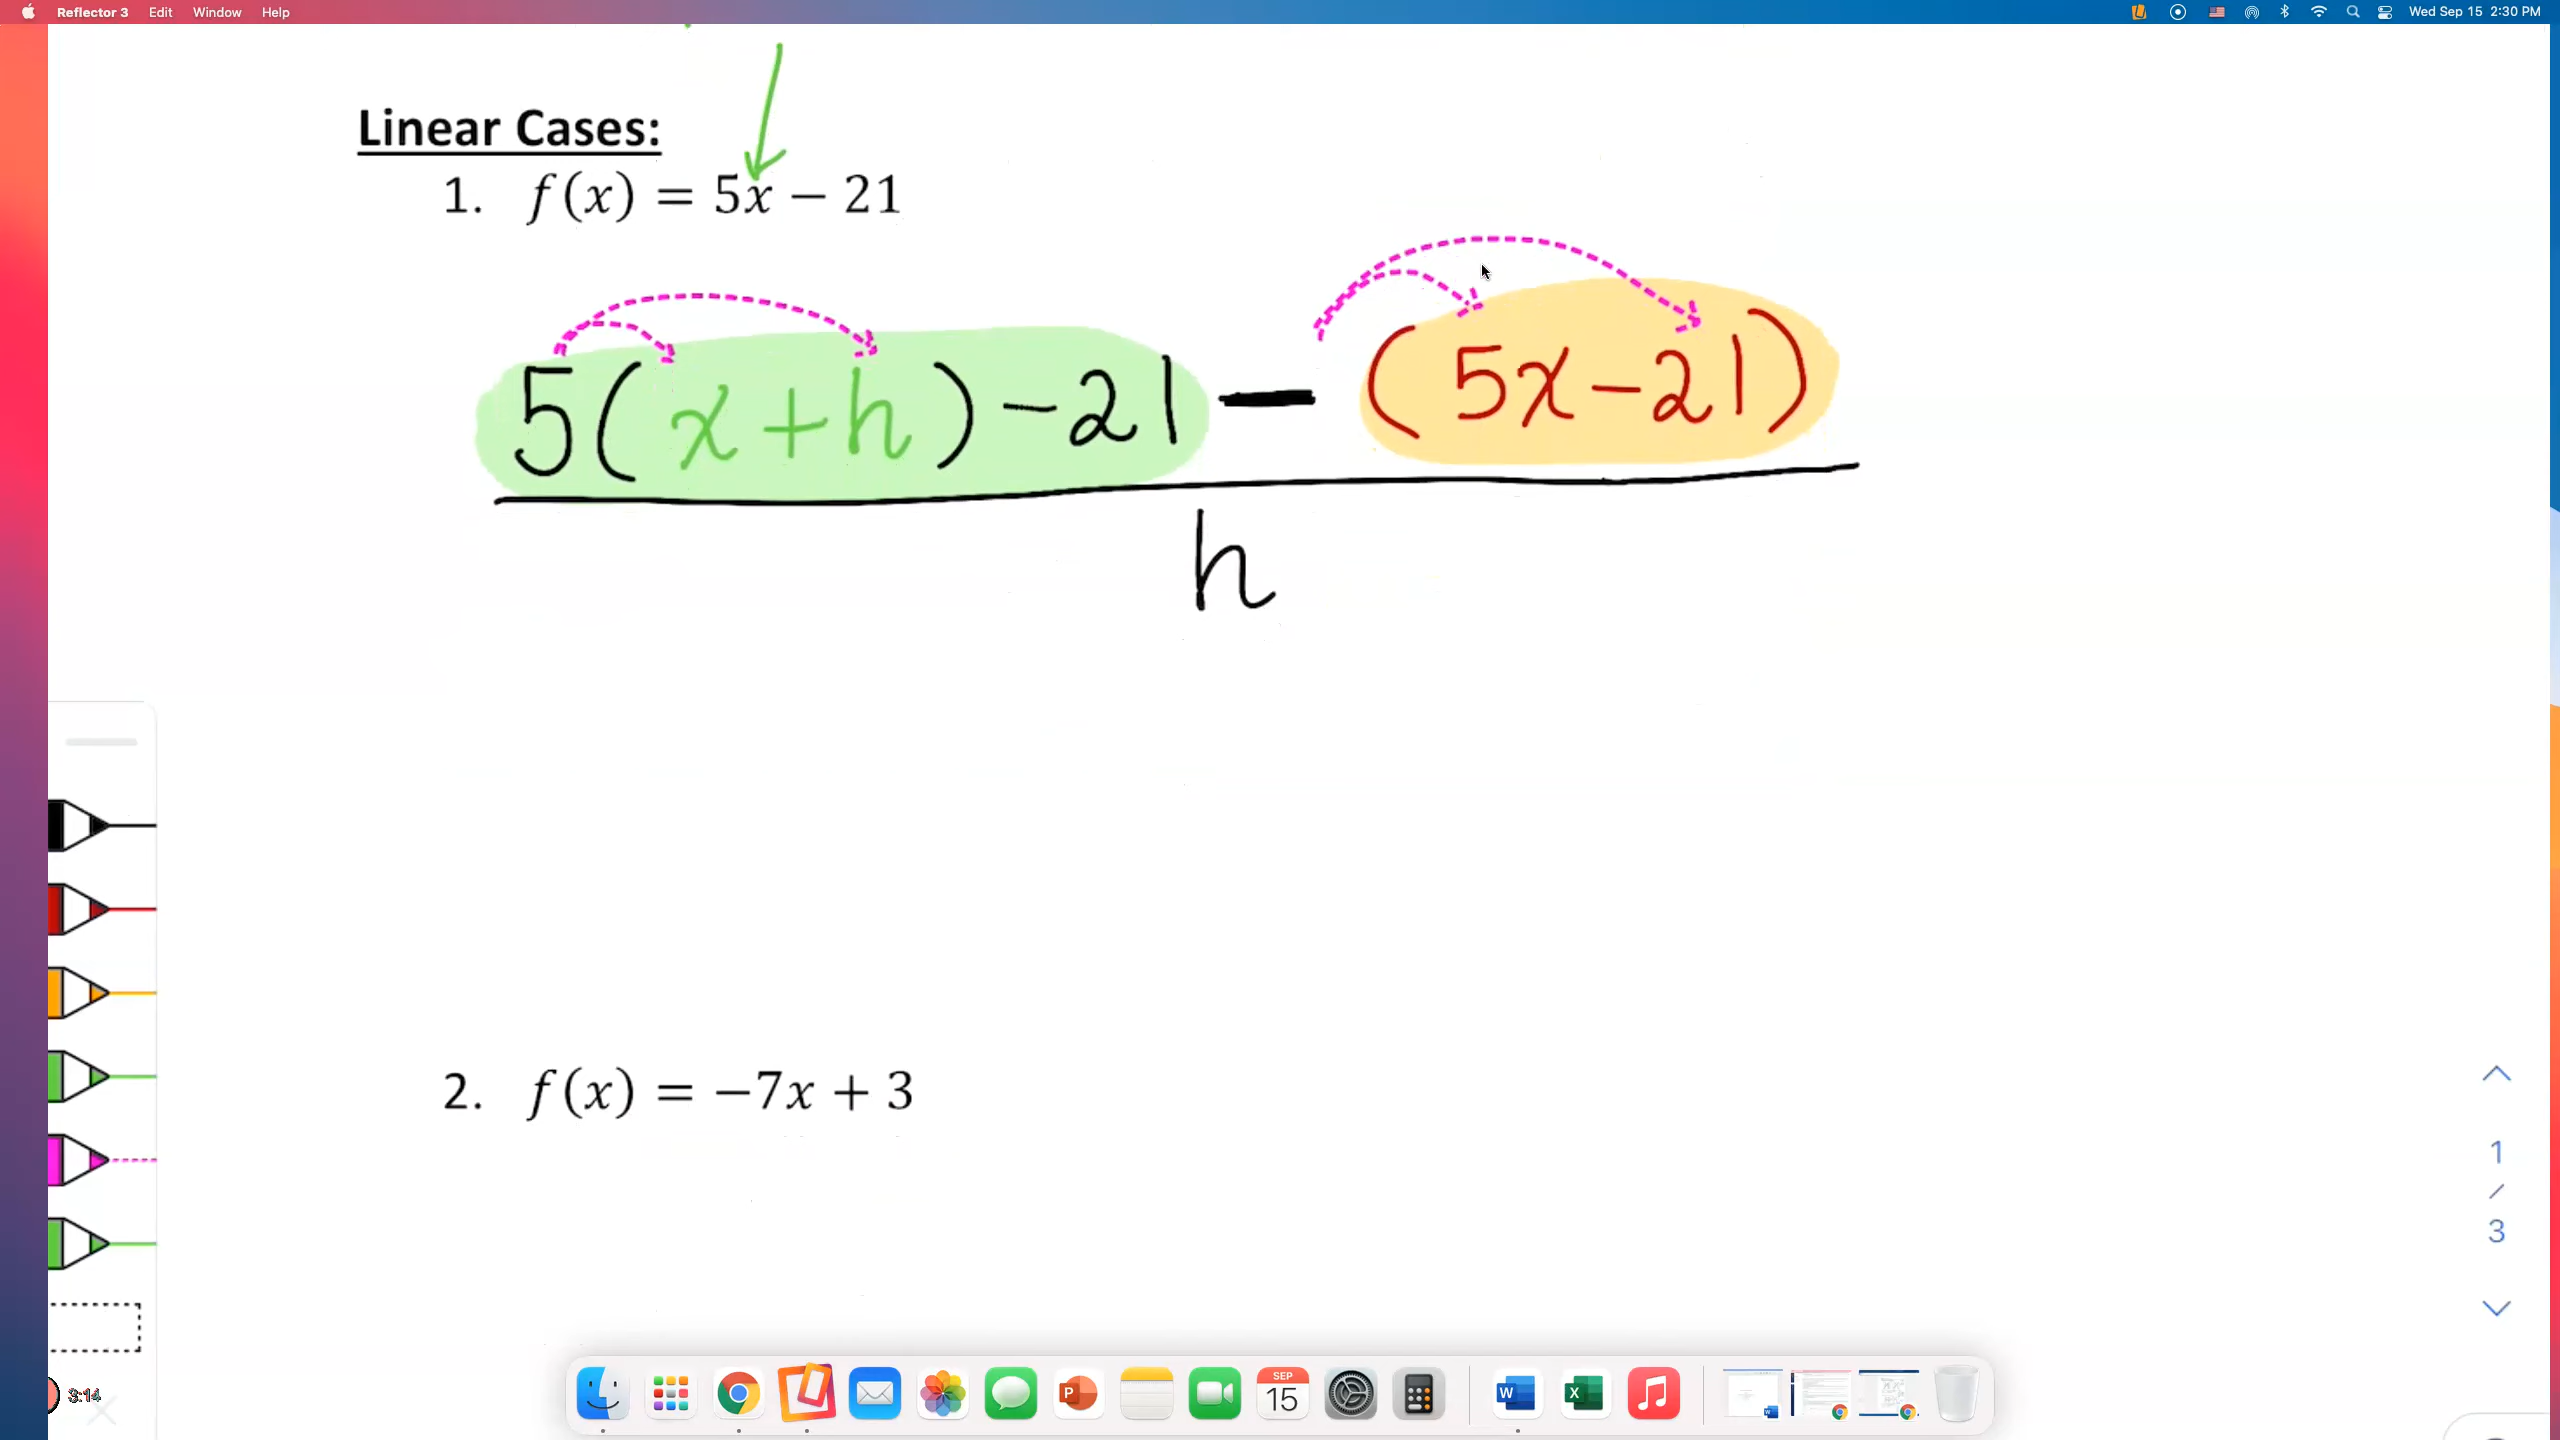 Reflector 3 Edit Window Help Wed Sep 15 2:30 PM
Linear Cases:
1. f(x) = 5x − 21
5(x+h)−21 − (5x−21)
h
2. f(x) = −7x + 3
1
/
3
3:14
SEP
15
P
W
X